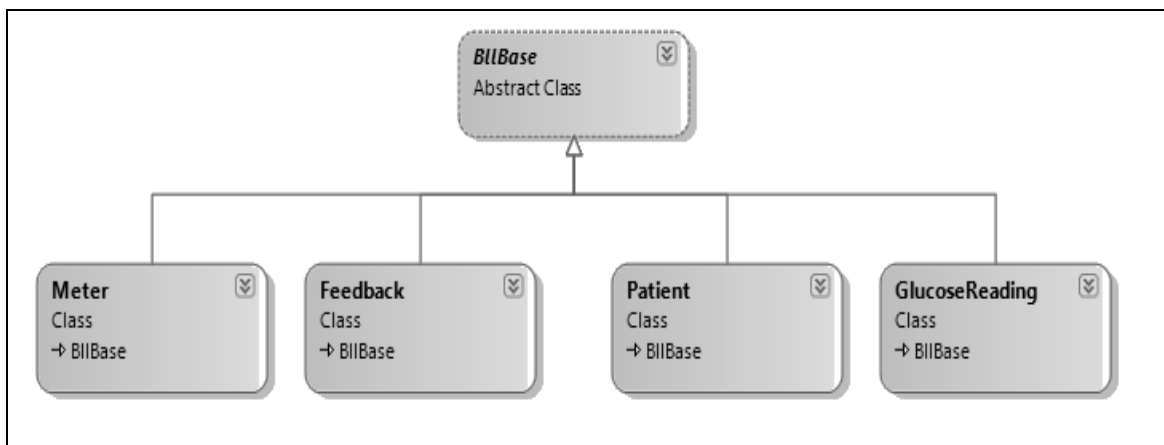 BllBase
Abstract Class
Meter
Class
→ BllBase
Feedback
Class
→ BllBase
Patient
Class
→ BllBase
GlucoseReading
Class
→ BllBase